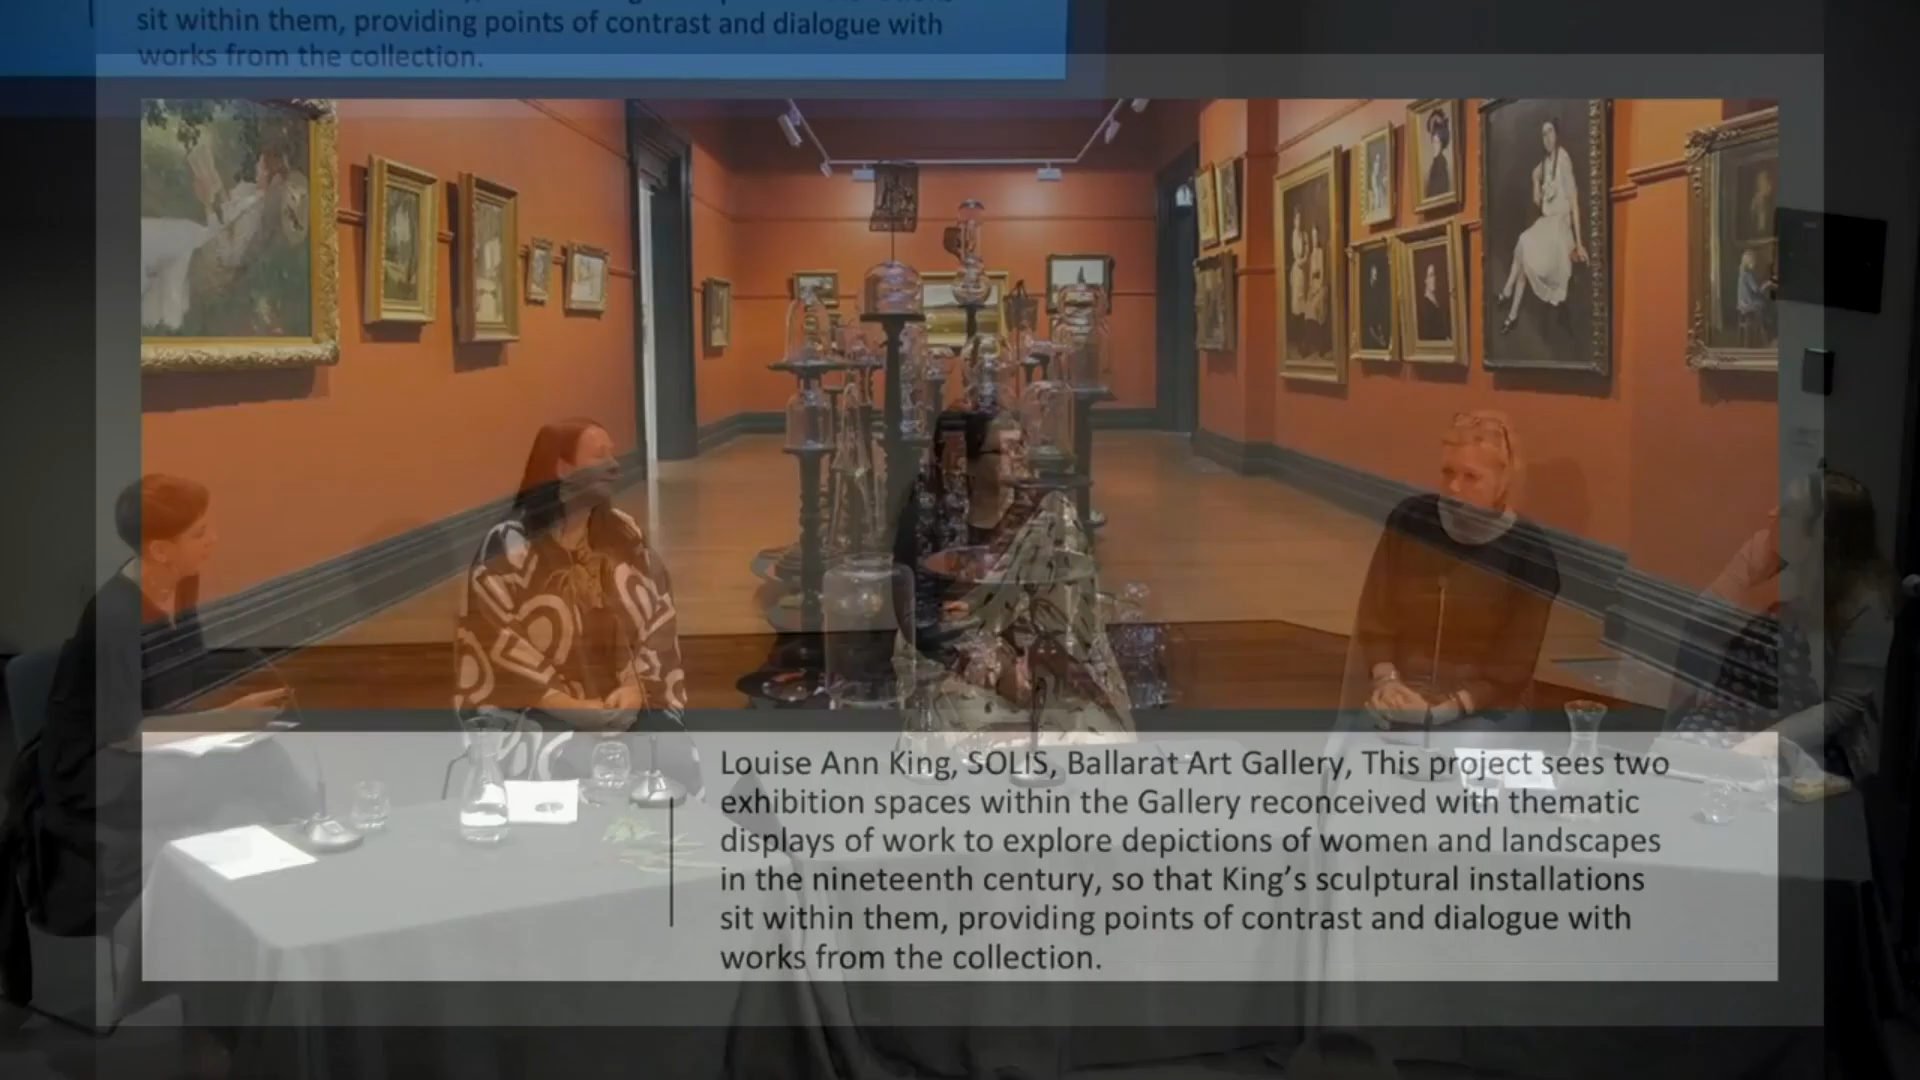 sit within them, providing points of contrast and dialogue with
works from the collection.
Louise Ann King, SOLIS, Ballarat Art Gallery, This project sees two
exhibition spaces within the Gallery reconceived with thematic
displays of work to explore depictions of women and landscapes
in the nineteenth century, so that King's sculptural installations
sit within them, providing points of contrast and dialogue with
works from the collection.